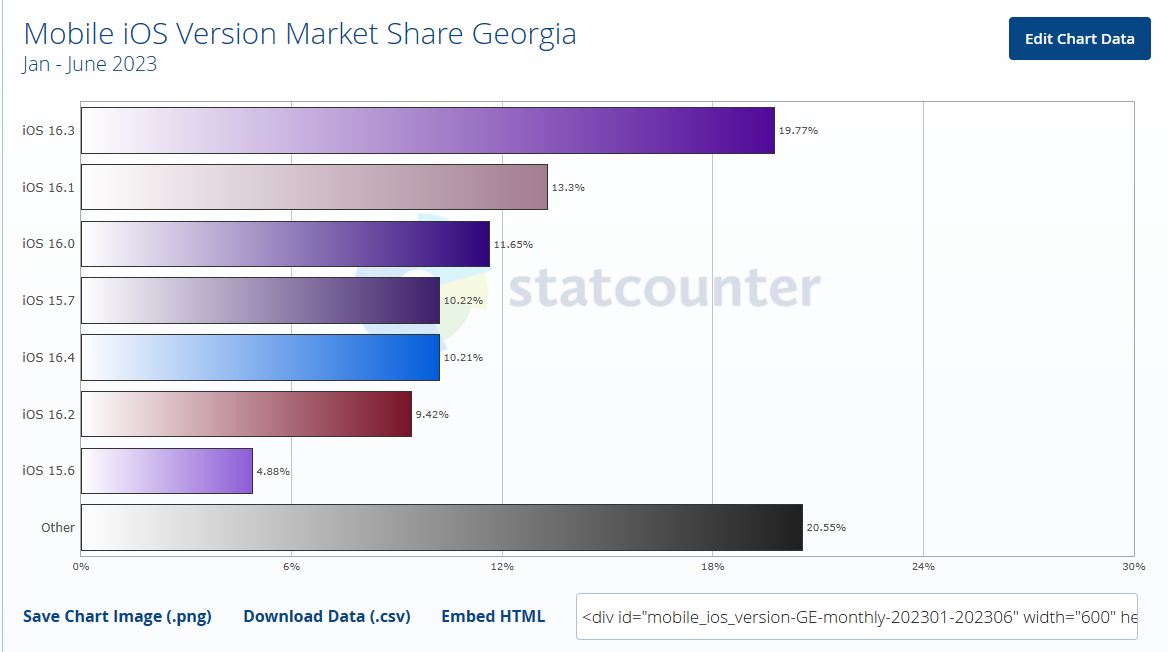 Mobile iOS Version Market Share Georgia
Jan - June 2023
Edit Chart Data
iOS 16.3 19.77%
iOS 16.1 13.3%
iOS 16.0 11.65%
statcounter
iOS 15.7 10.22%
iOS 16.4 10.21%
iOS 16.2 9.42%
iOS 15.6 4.88%
Other 20.55%
0% 6% 12% 18% 24% 30%
Save Chart Image (.png) Download Data (.csv) Embed HTML <div id="mobile_ios_version-GE-monthly-202301-202306" width="600" he